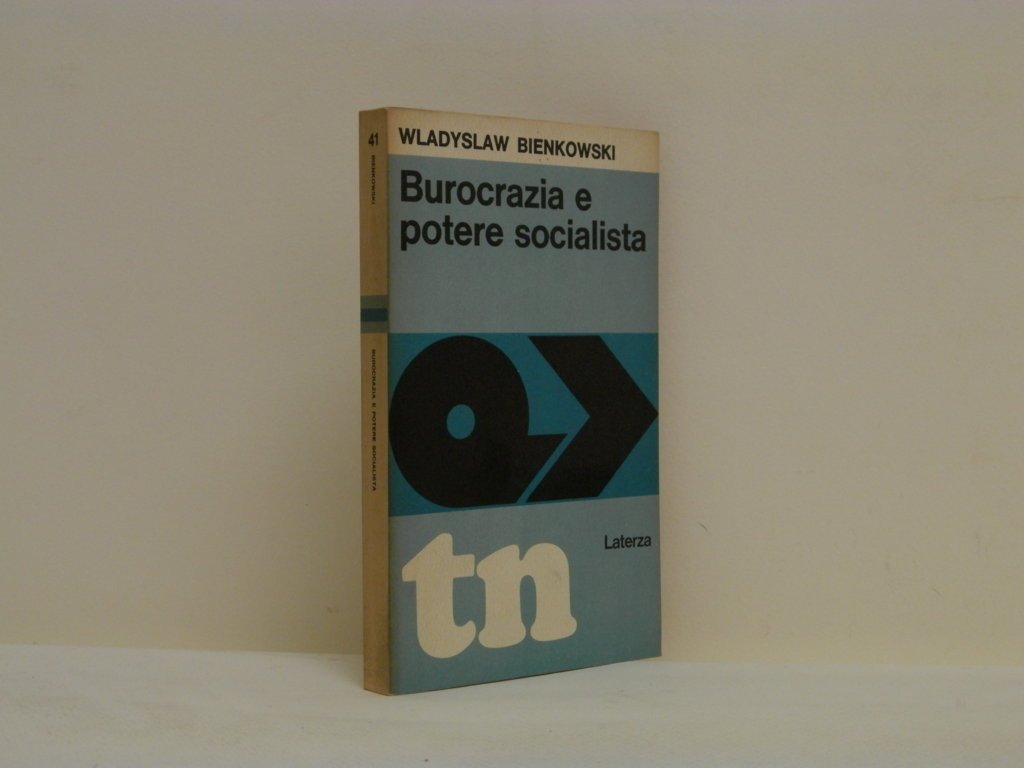 41
BIENKOWSKI
BUROCRAZIA E POTERE SOCIALISTA
WLADYSLAW BIENKOWSKI
Burocrazia e
potere socialista
Laterza
tn